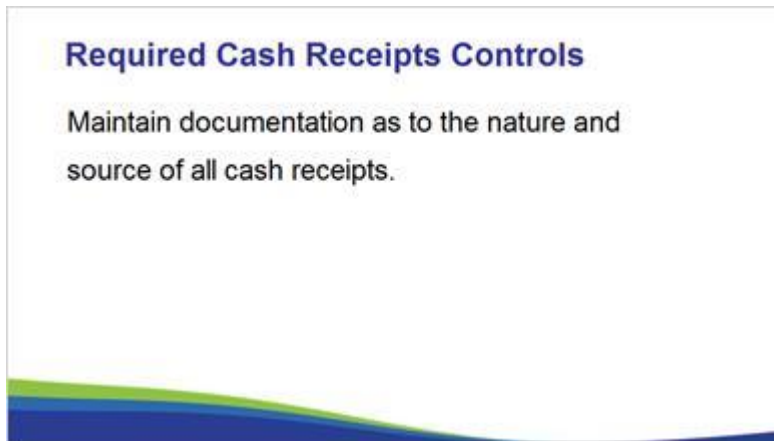 Required Cash Receipts Controls
Maintain documentation as to the nature and
source of all cash receipts.